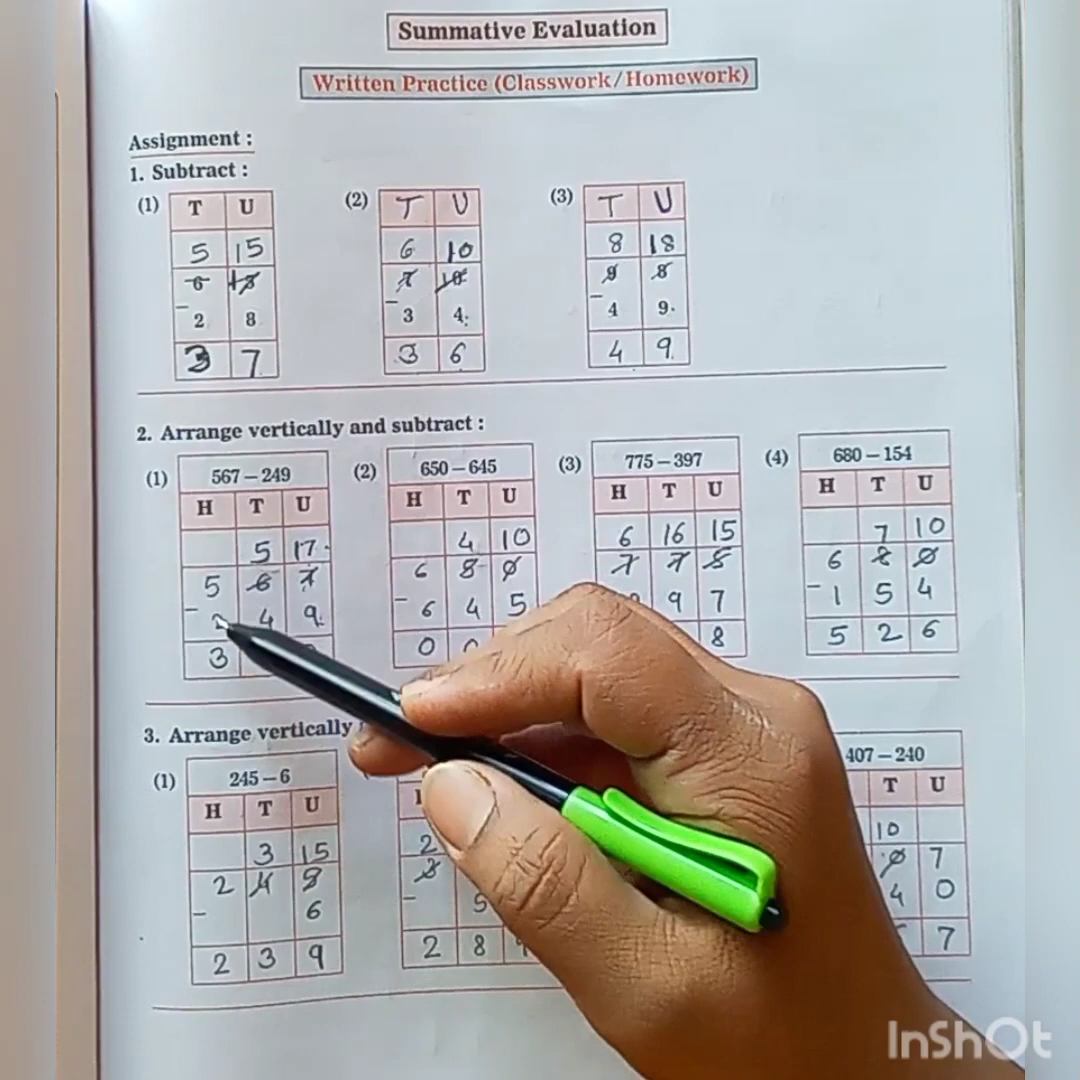 Summative Evaluation
Written Practice (Classwork/Homework)
Assignment :
1. Subtract :
(1) T U (2) T U (3) T U
5 15 6 10 8 18
6 13 7 10 9 8
- 2 8 - 3 4 - 4 9
3 7 3 6 4 9
2. Arrange vertically and subtract :
(1) 567 – 249 (2) 650 – 645 (3) 775 – 397 (4) 680 – 154
H T U H T U H T U H T U
5 17 4 10 6 16 15 7 10
5 6 7 6 5 0 7 7 5 6 8 0
- 4 9 - 6 4 5 9 7 - 1 5 4
3 0 8 5 2 6
3. Arrange vertically
(1) 245 – 6 407 – 240
H T U T U
3 15 2 10
2 4 5 3 0 7
- 6 - 5 4 0
2 3 9 2 8 7
InShOt